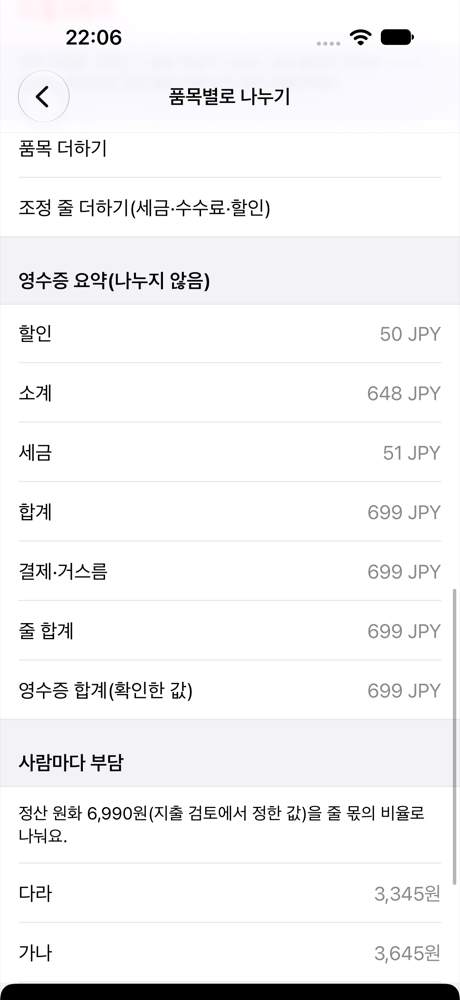 22:06
품목별로 나누기
품목 더하기
조정 줄 더하기(세금·수수료·할인)
영수증 요약(나누지 않음)
할인 50 JPY
소계 648 JPY
세금 51 JPY
합계 699 JPY
결제·거스름 699 JPY
줄 합계 699 JPY
영수증 합계(확인한 값) 699 JPY
사람마다 부담
정산 원화 6,990원(지출 검토에서 정한 값)을 줄 몫의 비율로
나눠요.
다라 3,345원
가나 3,645원